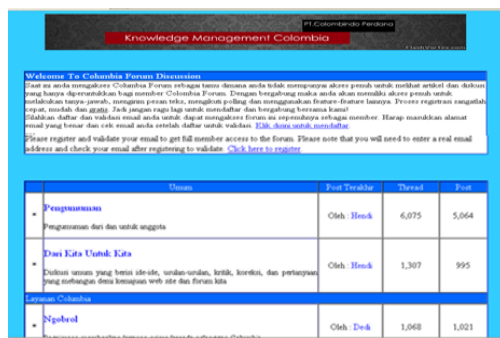 PT.Colombindo Perdana
Knowledge Management Colombia
Welcome To Columbia Forum Discussion
Saat ini anda mengakses Columbia Forum sebagai tamu dimana anda tidak mempunyai akses penuh untuk melihat artikel dan diskusi
yang hanya diperuntukkan bagi member Colombia Forum. Dengan bergabung maka anda akan memiliki akses penuh untuk
melakukan tanya-jawab, mengirim pesan teks, mengikuti polling dan menggunakan feature-feature lainnya. Proses registrasi sangatlah
cepat, mudah dan gratis. Jadi jangan ragu lagi untuk mendaftar dan bergabung bersama kami!
Silahkan daftar dan validasi email anda untuk dapat mengakses forum ini sepenuhnya sebagai member. Harap masukkan alamat
email yang benar dan cek email anda setelah daftar untuk validasi. Klik disini untuk mendaftar
Please register and validate your email to get full member access to the forum. Please note that you will need to enter a real email
address and check your email after registering to validate. Click here to register
Umum Post Terakhir Thread Post
Pengumuman
Pengumuman dari dan untuk anggota
Oleh : Hendi 6,075 5,064
Dari Kita Untuk Kita
Diskusi umum yang berisi ide-ide, usulan-usulan, kritik, koreksi, dan pertanyaan
yang membangun demi kemajuan web site dan forum kita
Oleh : Hendi 1,307 995
Layanan Columbia
Ngobrol
Oleh : Dedi 1,068 1,021